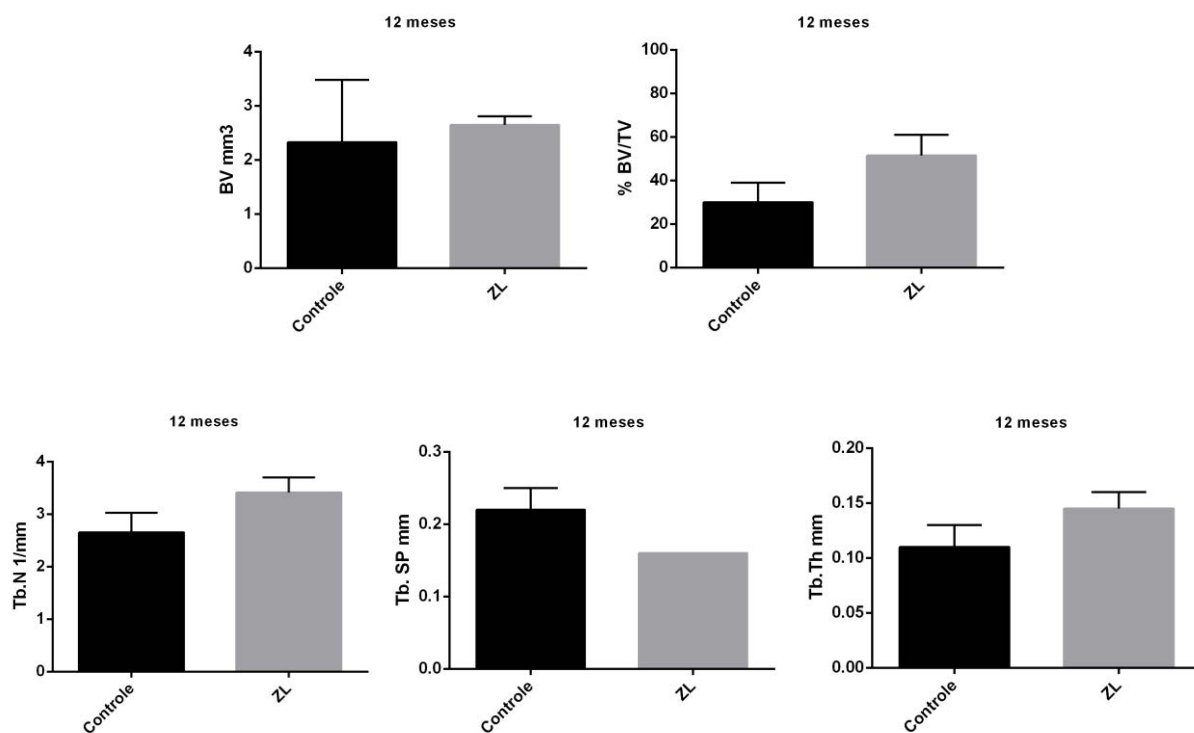 12 meses
BV mm3
4
3
2
1
0
Controle
ZL
12 meses
% BV/TV
100
80
60
40
20
0
Controle
ZL
12 meses
Tb.N 1/mm
4
3
2
1
0
Controle
ZL
12 meses
Tb. SP mm
0.3
0.2
0.1
0.0
Controle
ZL
12 meses
Tb.Th mm
0.20
0.15
0.10
0.05
0.00
Controle
ZL